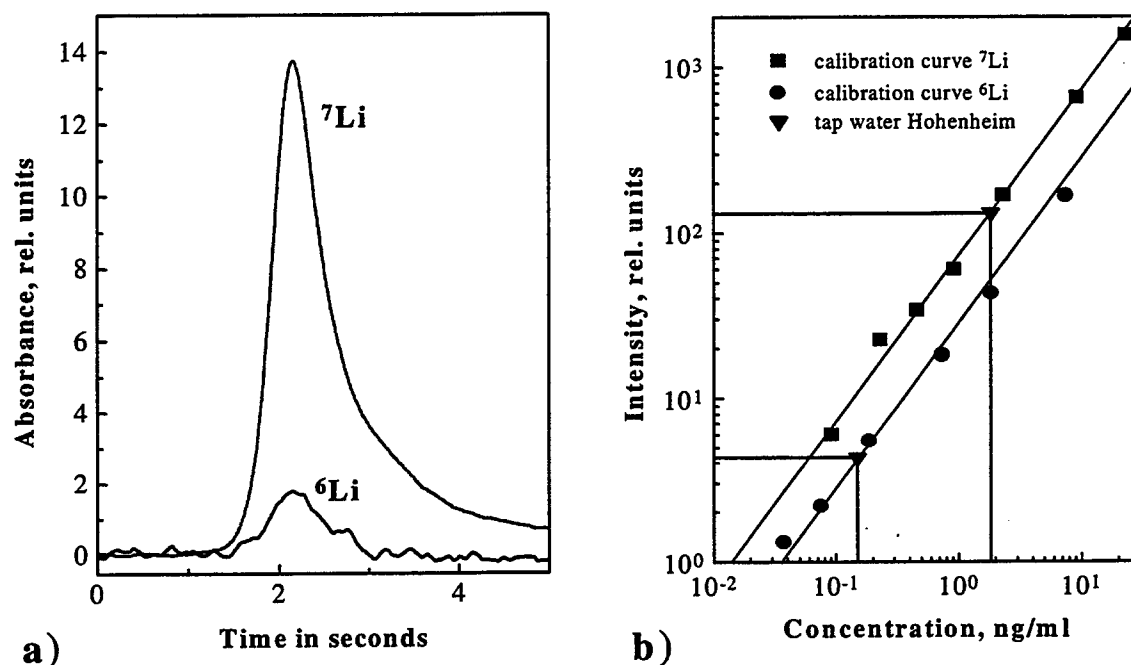 14
12
10
8
6
4
2
0
Absorbance, rel. units
⁷Li
⁶Li
0
2
4
Time in seconds
a)
10³
10²
10¹
10⁰
Intensity, rel. units
calibration curve ⁷Li
calibration curve ⁶Li
tap water Hohenheim
10⁻²
10⁻¹
10⁰
10¹
Concentration, ng/ml
b)